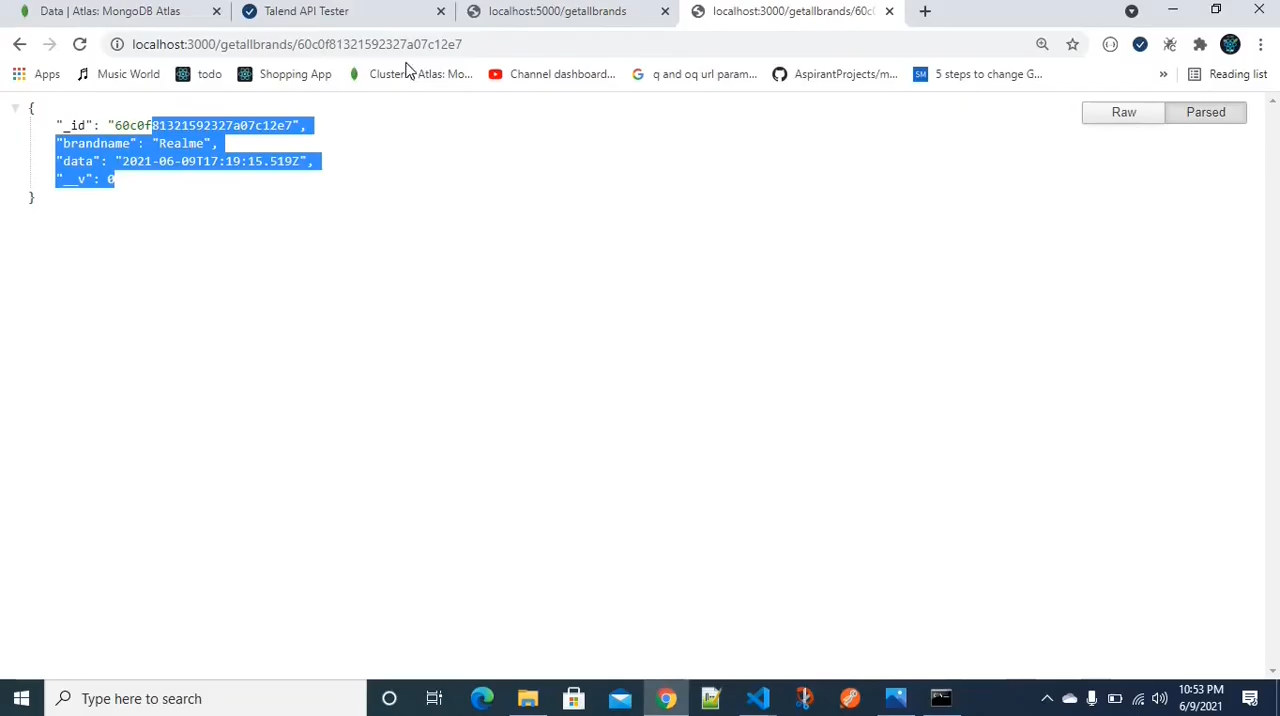 Data | Atlas: MongoDB Atlas
Talend API Tester
localhost:5000/getallbrands
localhost:3000/getallbrands/60c0
localhost:3000/getallbrands/60c0f81321592327a07c12e7
Apps
Music World
todo
Shopping App
Clusters | Atlas: Mo...
Channel dashboard...
G
q and oq url param...
AspirantProjects/m...
SM
5 steps to change G...
»
Reading list
{
"_id": "60c0f81321592327a07c12e7",
"brandname": "Realme",
"data": "2021-06-09T17:19:15.519Z",
"__v": 0
}
Raw
Parsed
Type here to search
10:53 PM
6/9/2021